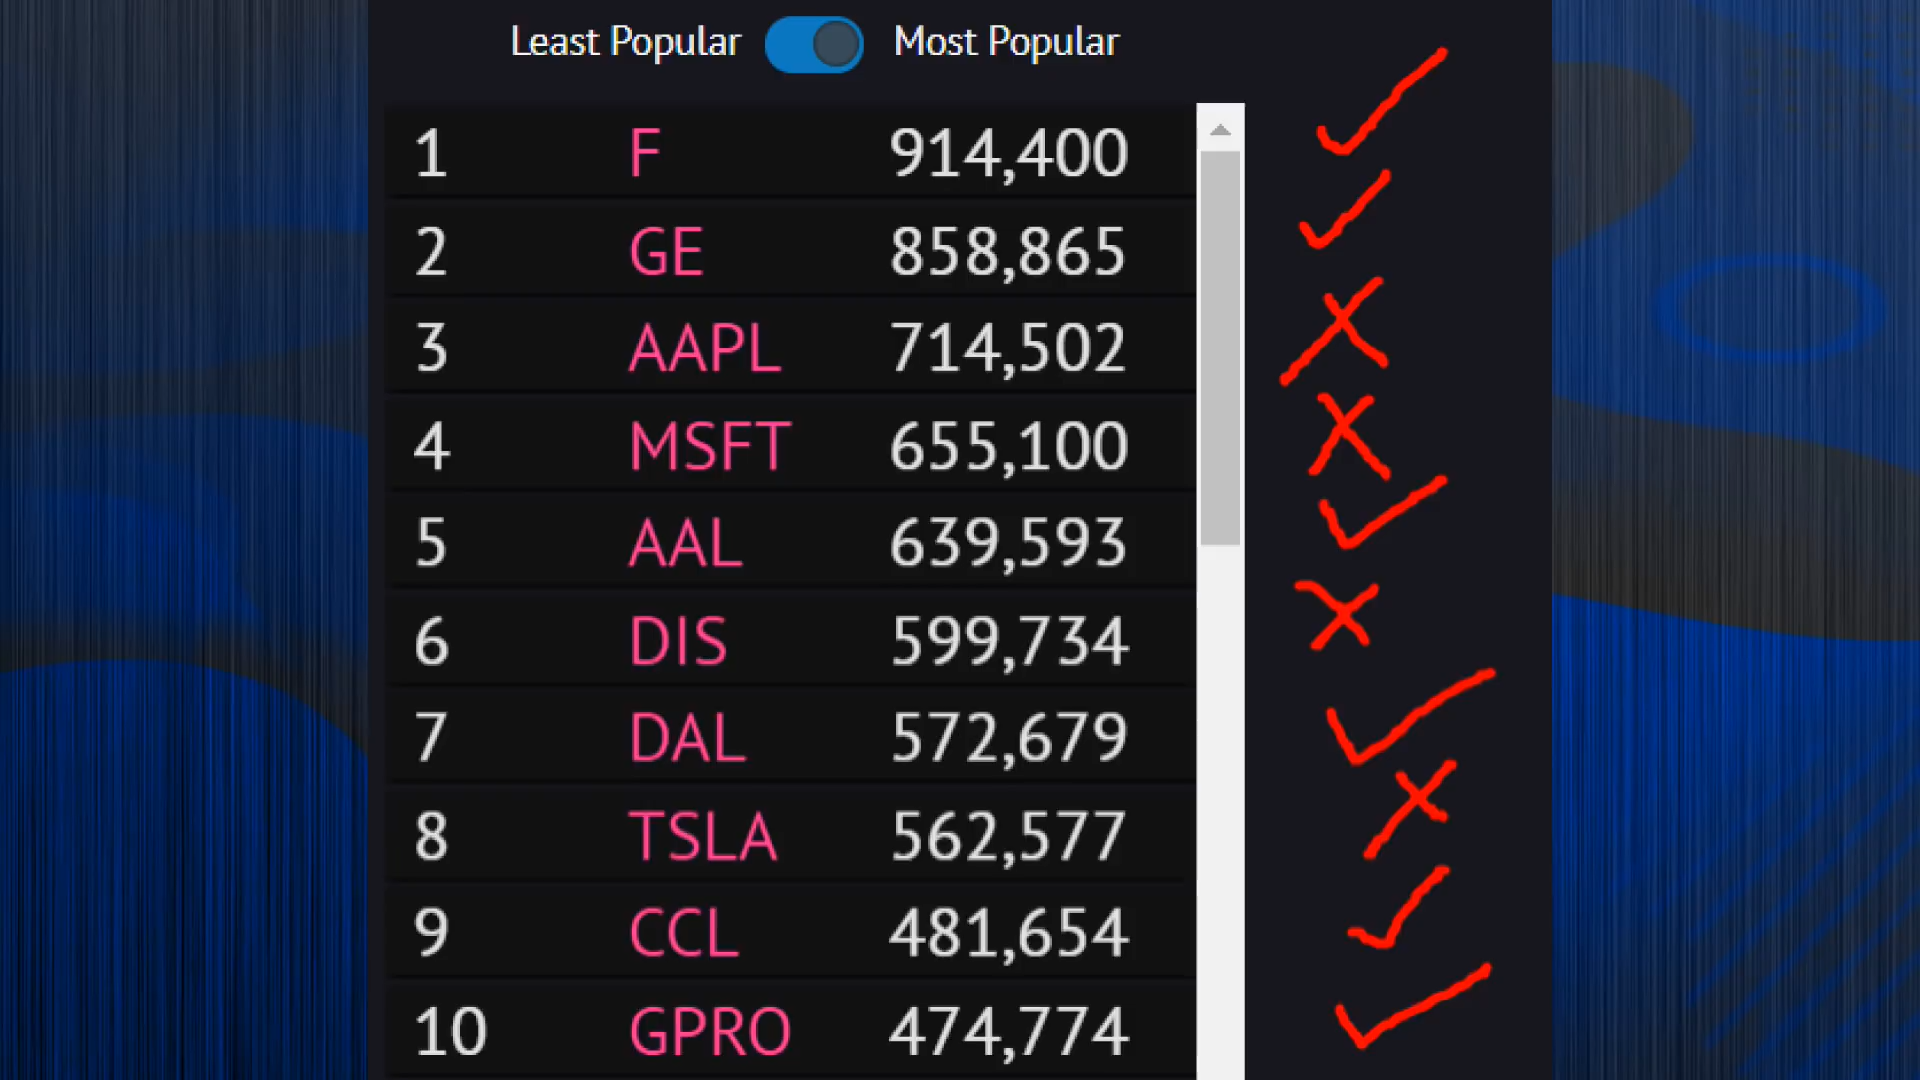 Least Popular Most Popular
1 F 914,400
2 GE 858,865
3 AAPL 714,502
4 MSFT 655,100
5 AAL 639,593
6 DIS 599,734
7 DAL 572,679
8 TSLA 562,577
9 CCL 481,654
10 GPRO 474,774